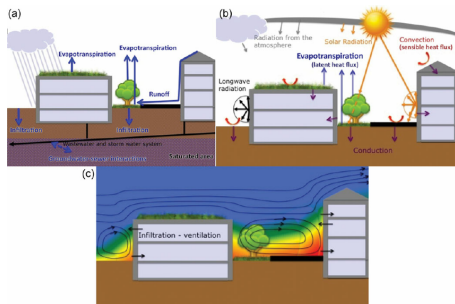 (a)
Evapotranspiration
Evapotranspiration
Runoff
Infiltration
Infiltration
Wastewater and storm water system
Saturated zone
(b)
Radiation from the
atmosphere
Solar Radiation
Convection
(sensible heat flux)
Evapotranspiration
(latent heat flux)
Longwave
radiation
Conduction
(c)
Infiltration - ventilation